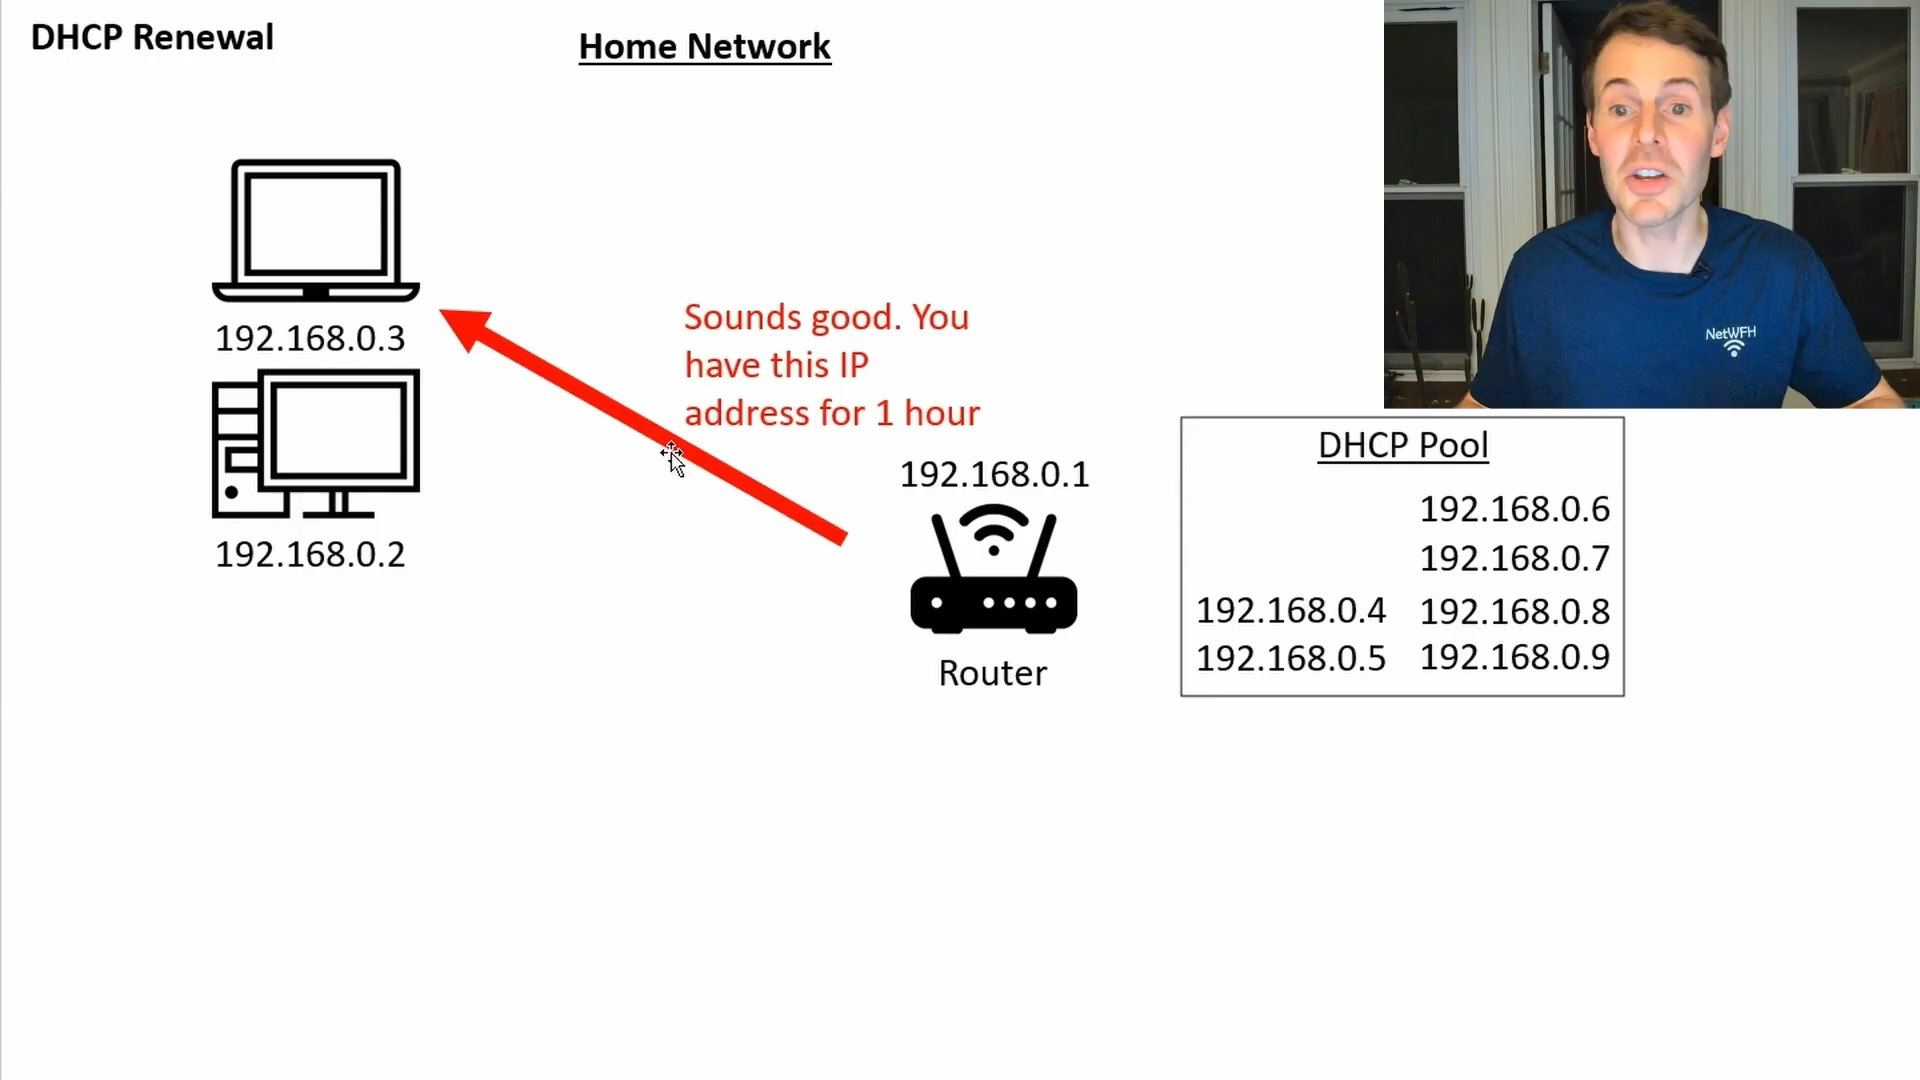 DHCP Renewal
Home Network
192.168.0.3
192.168.0.2
Sounds good. You
have this IP
address for 1 hour
192.168.0.1
Router
DHCP Pool
192.168.0.6
192.168.0.7
192.168.0.4 192.168.0.8
192.168.0.5 192.168.0.9
NetWFH